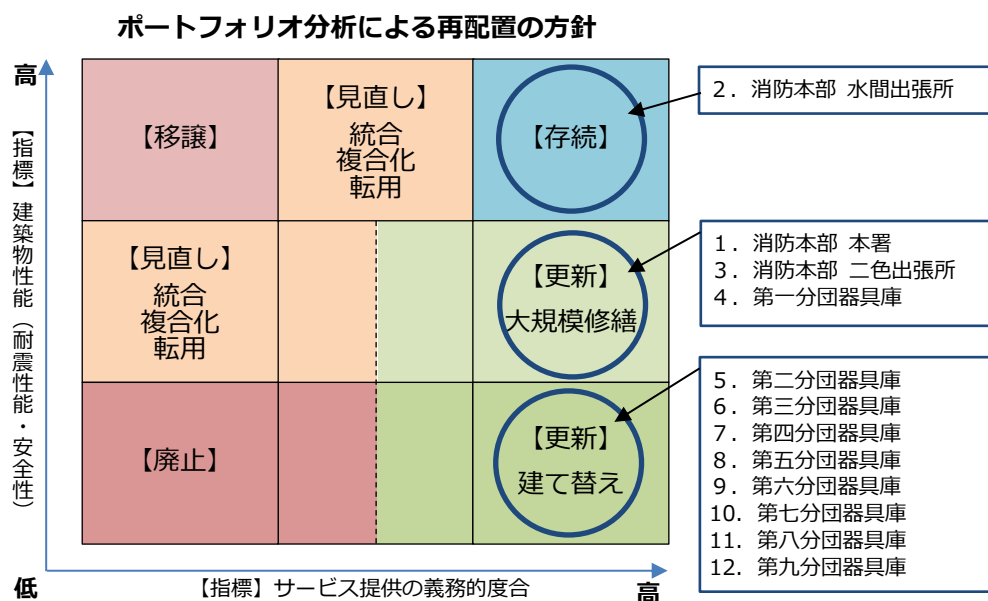 ポートフォリオ分析による再配置の方針
高
【指標】建築物性能（耐震性能・安全性）
低
【移譲】
【見直し】
統合
複合化
転用
【存続】
【見直し】
統合
複合化
転用
【更新】
大規模修繕
【廃止】
【更新】
建て替え
【指標】サービス提供の義務的度合
高
２．消防本部 水間出張所
１．消防本部 本署
３．消防本部 二色出張所
４．第一分団器具庫
５．第二分団器具庫
６．第三分団器具庫
７．第四分団器具庫
８．第五分団器具庫
９．第六分団器具庫
10．第七分団器具庫
11．第八分団器具庫
12．第九分団器具庫